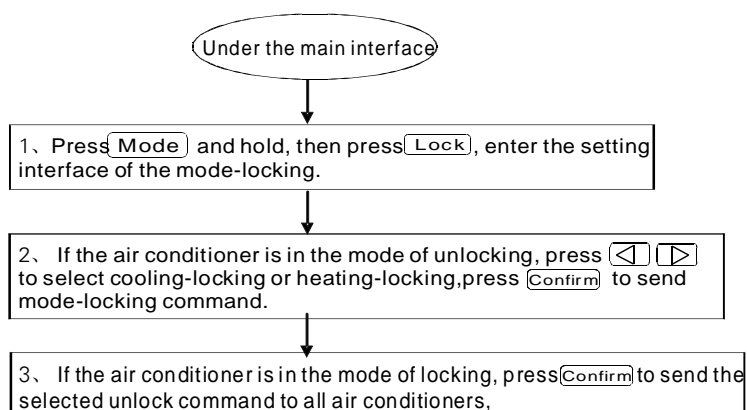 Under the main interface
1、Press Mode and hold, then press Lock, enter the setting
interface of the mode-locking.
2、 If the air conditioner is in the mode of unlocking, press ◁ ▷
to select cooling-locking or heating-locking,press Confirm to send
mode-locking command.
3、 If the air conditioner is in the mode of locking, press Confirm to send the
selected unlock command to all air conditioners,